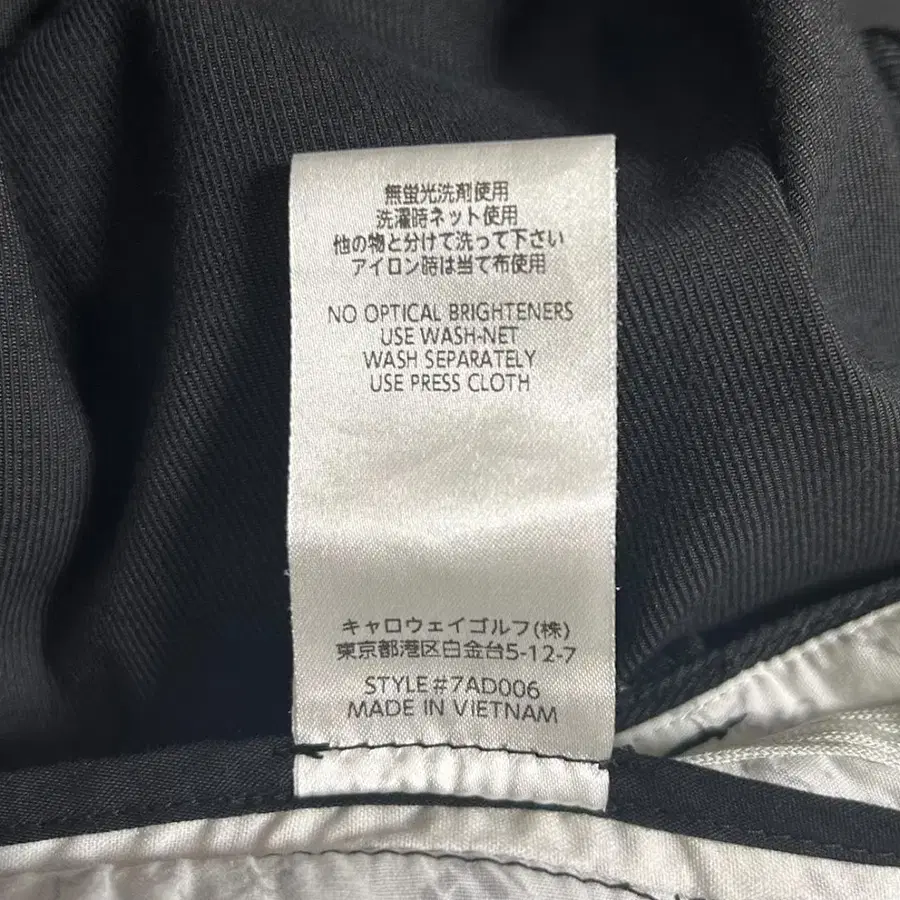 無蛍光洗剤使用
洗濯時ネット使用
他の物と分けて洗って下さい
アイロン時は当て布使用
NO OPTICAL BRIGHTENERS
USE WASH-NET
WASH SEPARATELY
USE PRESS CLOTH
キャロウェイゴルフ(株)
東京都港区白金台5-12-7
STYLE#7AD006
MADE IN VIETNAM